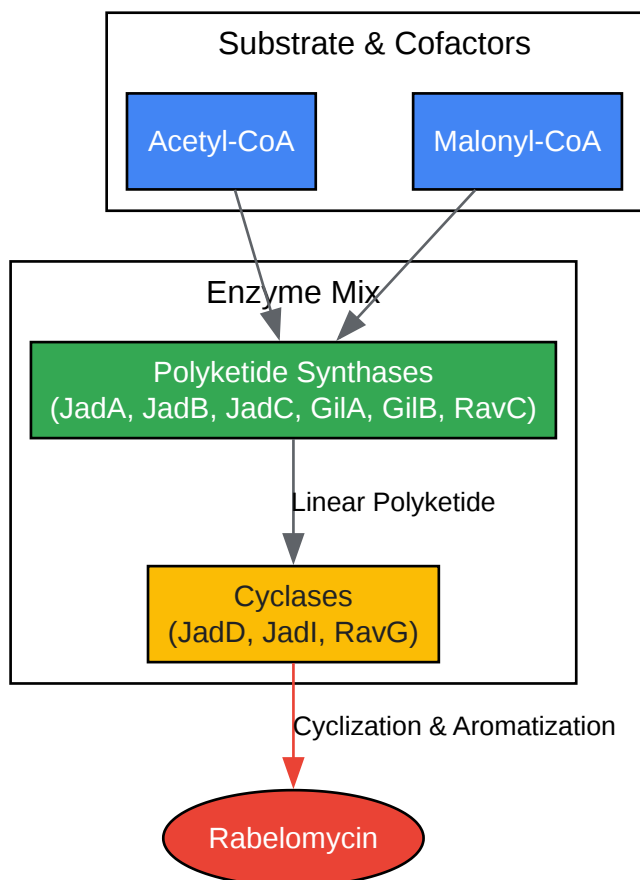 Substrate & Cofactors
Acetyl-CoA
Malonyl-CoA
Enzyme Mix
Polyketide Synthases
(JadA, JadB, JadC, GilA, GilB, RavC)
Linear Polyketide
Cyclases
(JadD, JadI, RavG)
Cyclization & Aromatization
Rabelomycin